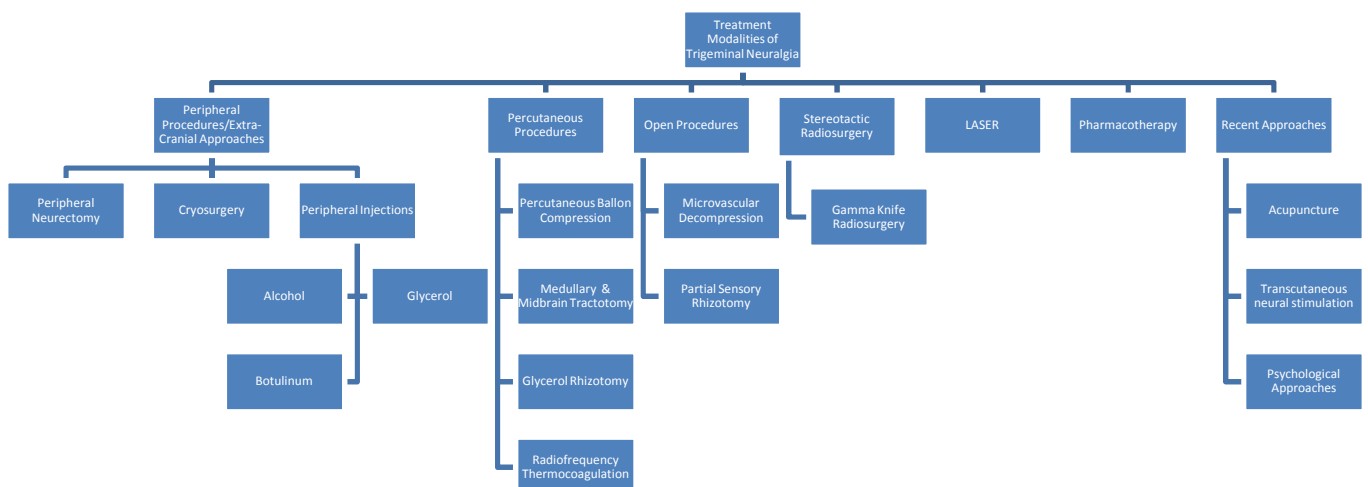 Treatment
Modalities of
Trigeminal Neuralgia
Peripheral
Procedures/Extra-
Cranial Approaches
Percutaneous
Procedures
Open Procedures
Stereotactic
Radiosurgery
LASER
Pharmacotherapy
Recent Approaches
Peripheral
Neurectomy
Cryosurgery
Peripheral Injections
Alcohol
Glycerol
Botulinum
Percutaneous Ballon
Compression
Medullary &
Midbrain Tractotomy
Glycerol Rhizotomy
Radiofrequency
Thermocoagulation
Microvascular
Decompression
Partial Sensory
Rhizotomy
Gamma Knife
Radiosurgery
Acupuncture
Transcutaneous
neural stimulation
Psychological
Approaches